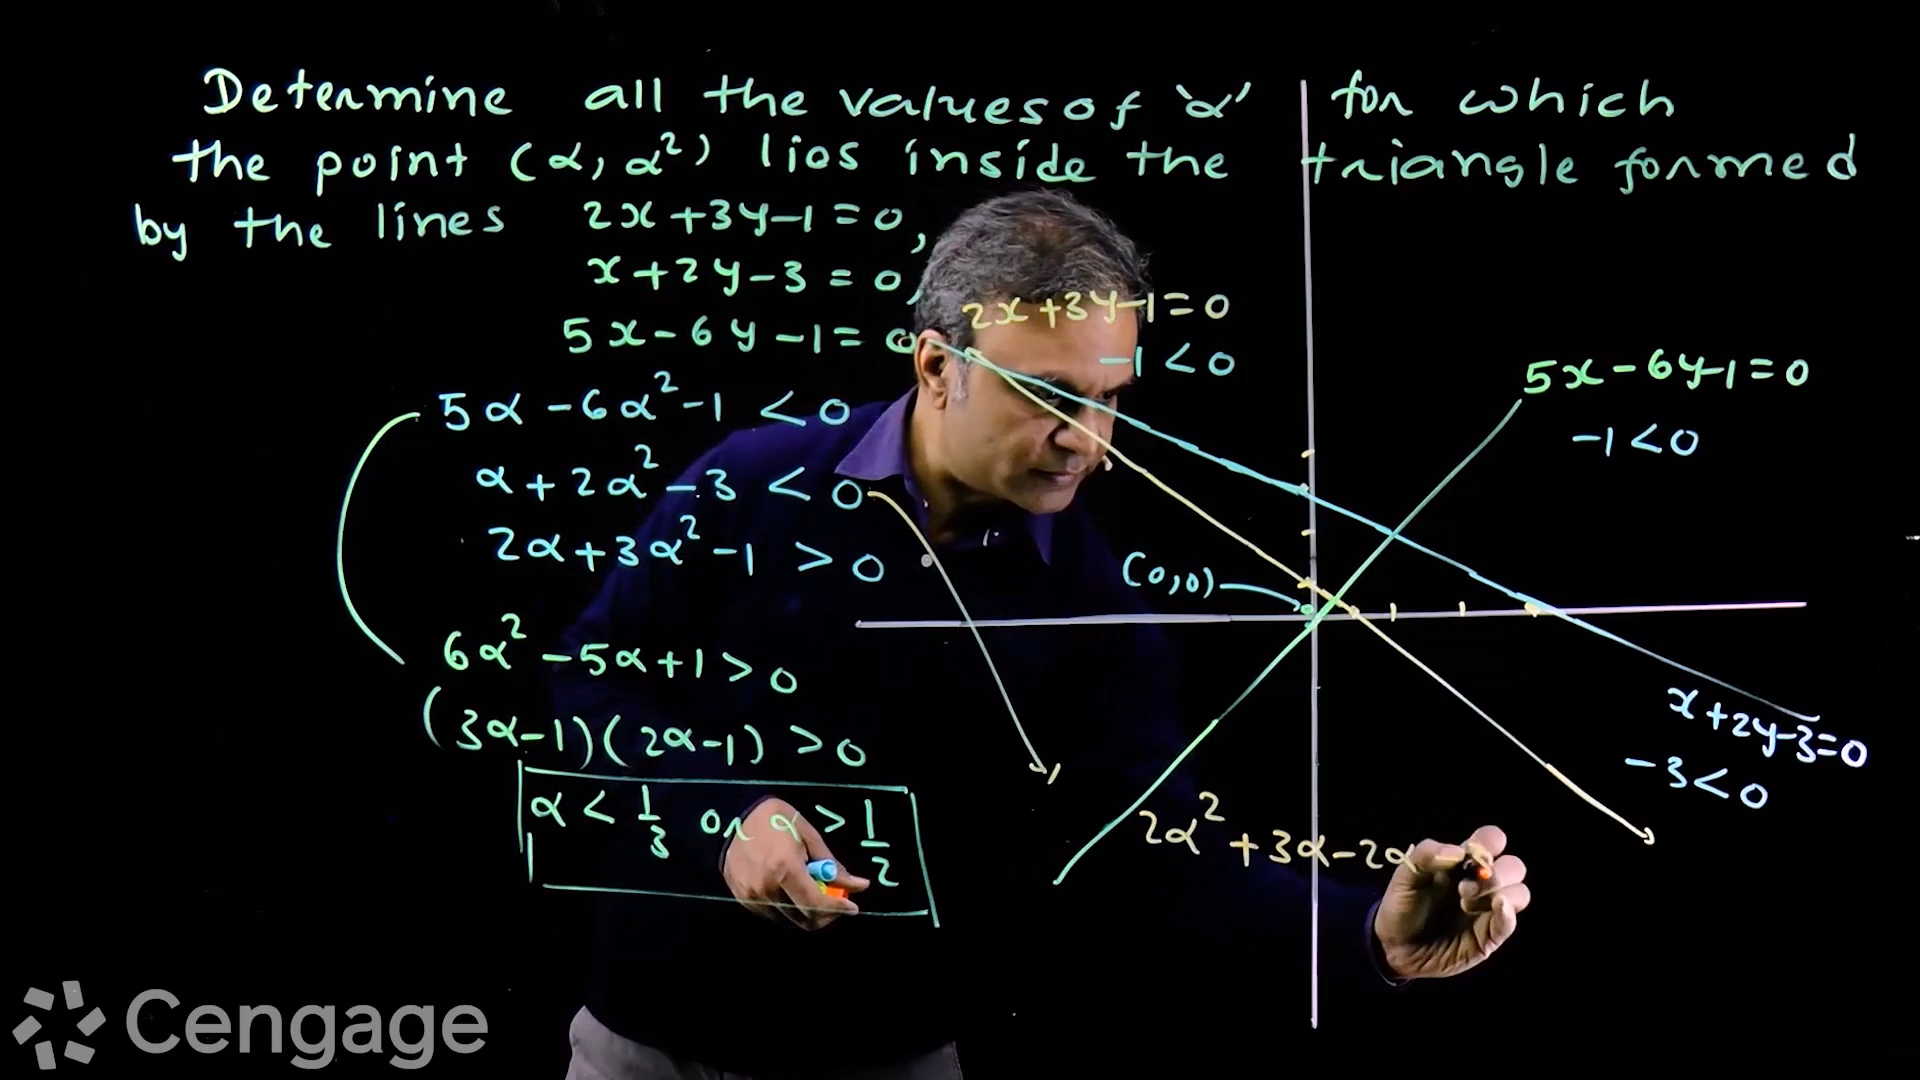 Determine all the values of 'α' for which
the point (α, α²) lies inside the triangle formed
by the lines 2x+3y-1=0,
x+2y-3=0,
5x-6y-1=0
5α-6α²-1<0
α+2α²-3<0
2α+3α²-1>0
6α²-5α+1>0
(3α-1)(2α-1)>0
α<1/3 or α>1/2
2x+3y-1=0
-1<0
5x-6y-1=0
-1<0
(0,0)
x+2y-3=0
-3<0
2α²+3α-2α
Cengage